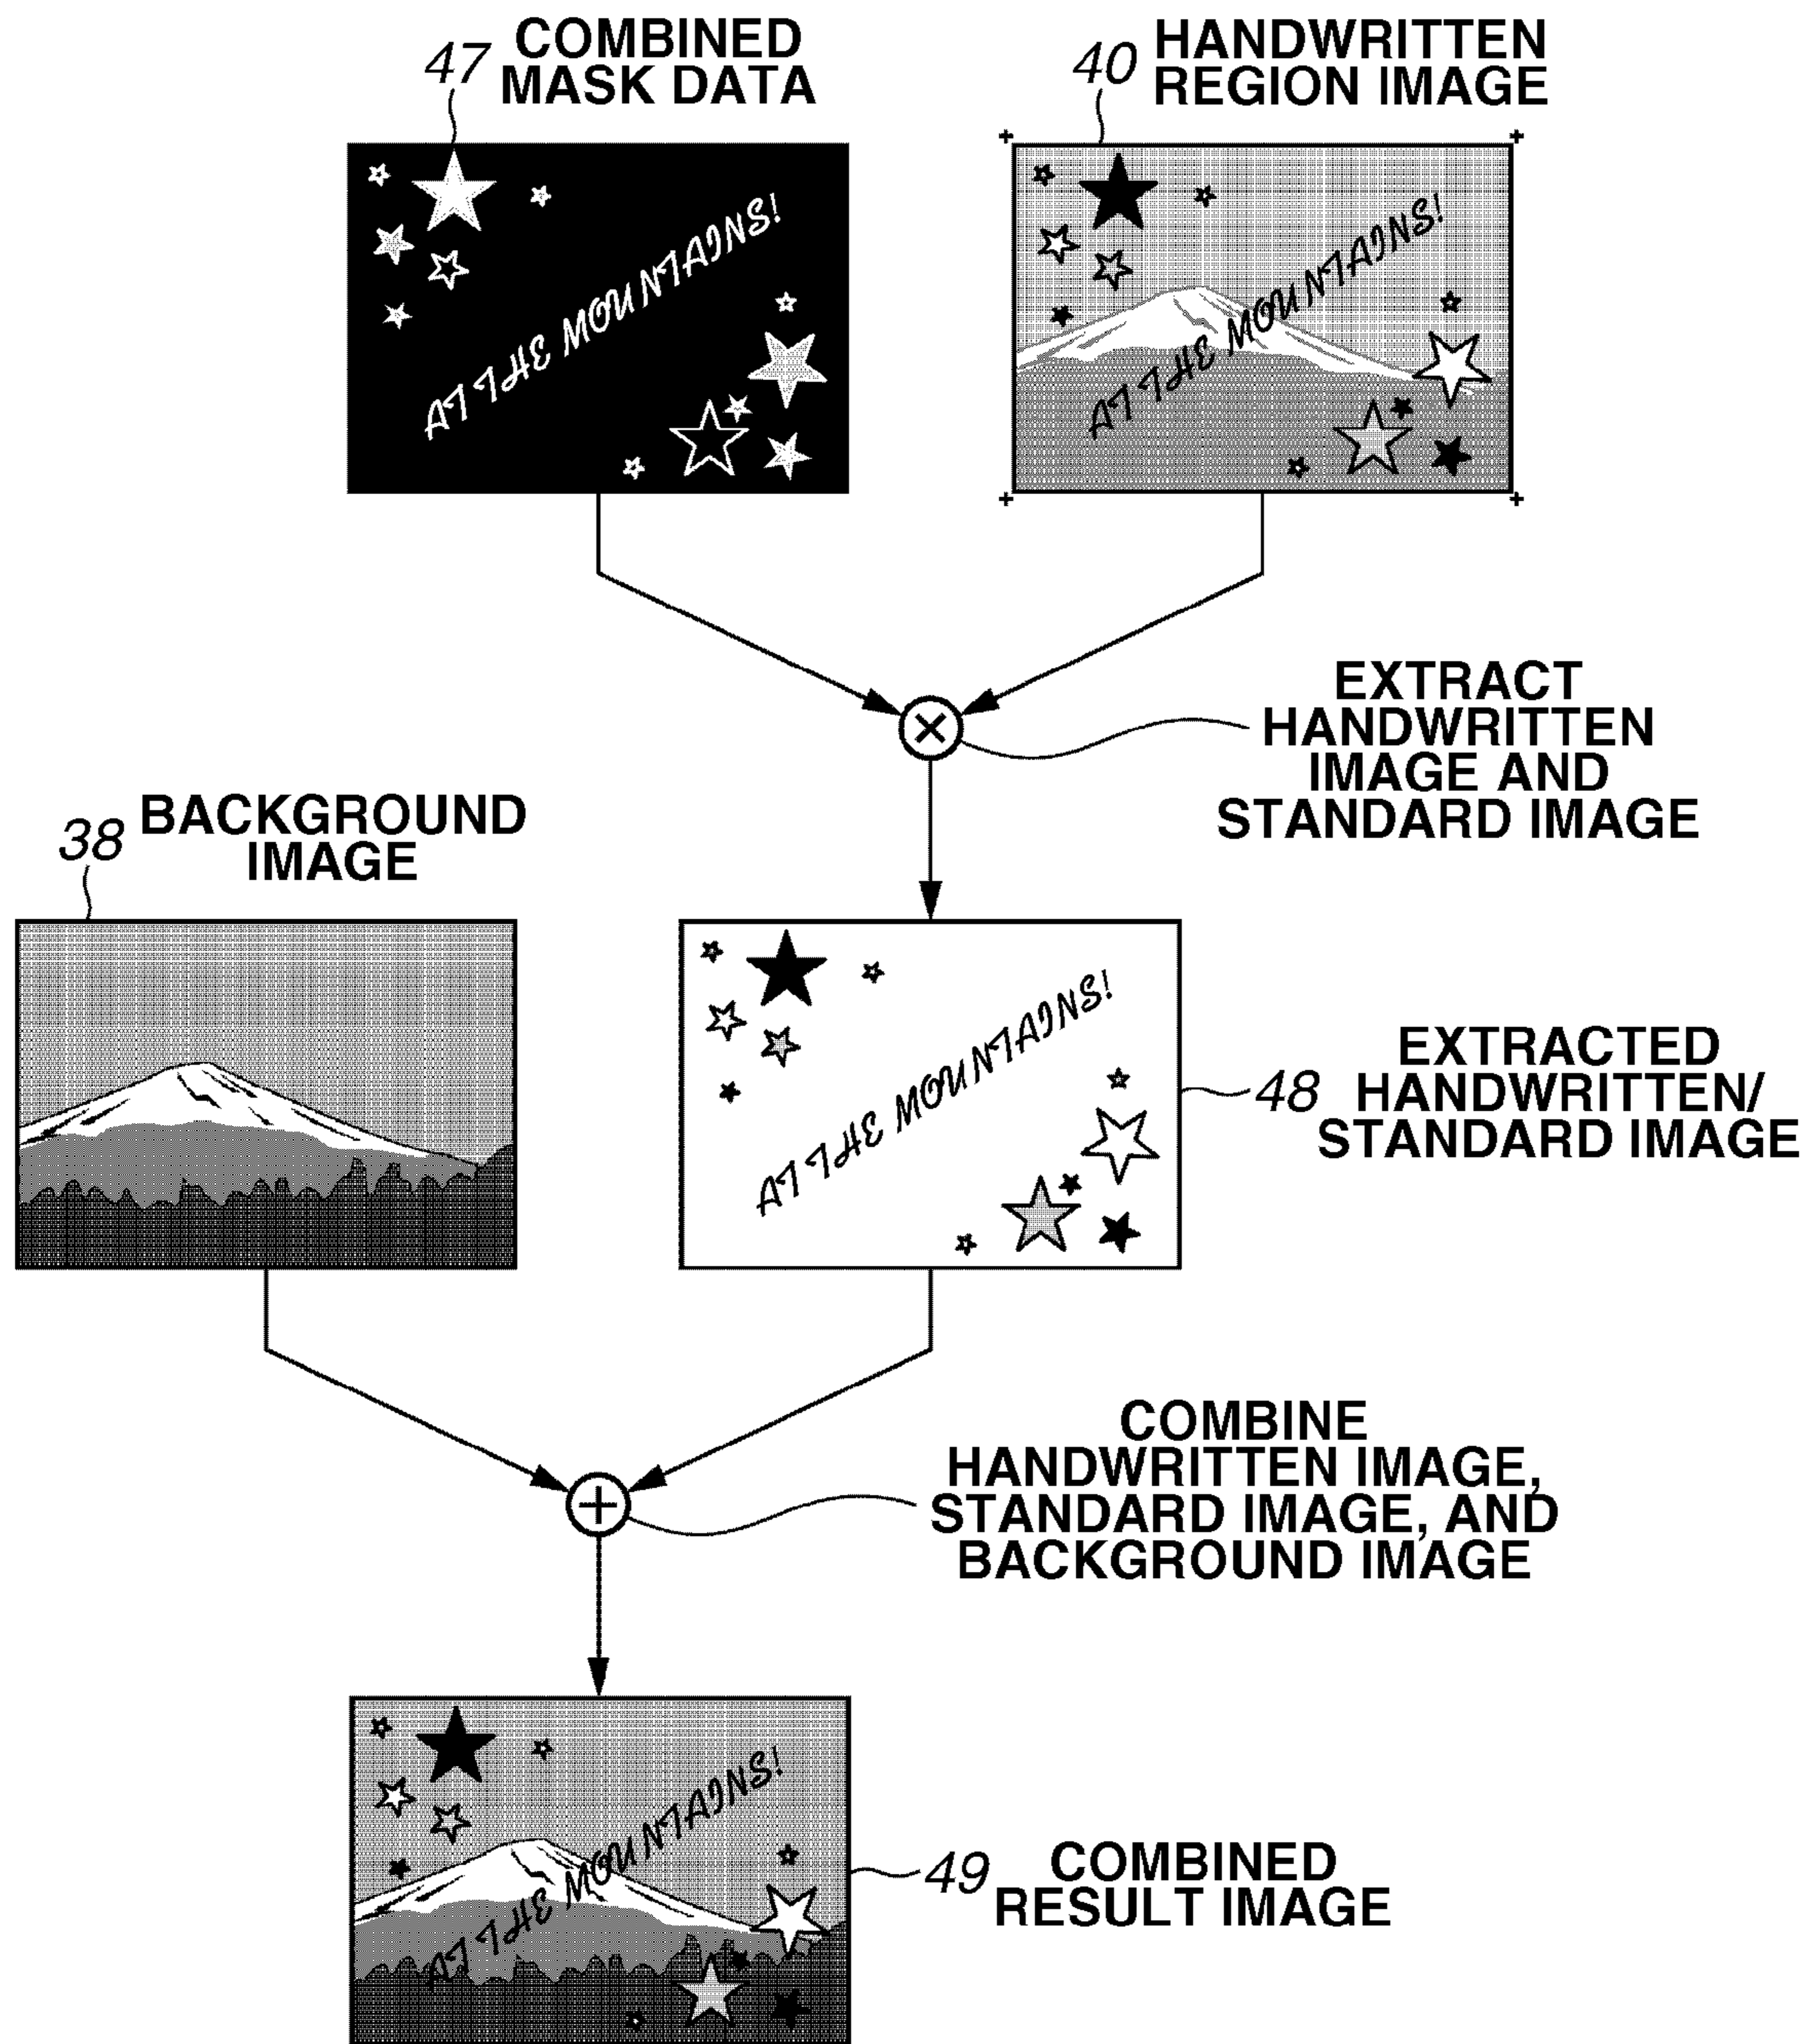 47 COMBINED
MASK DATA
40 HANDWRITTEN
REGION IMAGE
AT THE MOUNTAINS!
AT THE MOUNTAINS!
EXTRACT
HANDWRITTEN
IMAGE AND
STANDARD IMAGE
38 BACKGROUND
IMAGE
AT THE MOUNTAINS!
48 EXTRACTED
HANDWRITTEN/
STANDARD IMAGE
COMBINE
HANDWRITTEN IMAGE,
STANDARD IMAGE, AND
BACKGROUND IMAGE
AT THE MOUNTAINS!
49 COMBINED
RESULT IMAGE